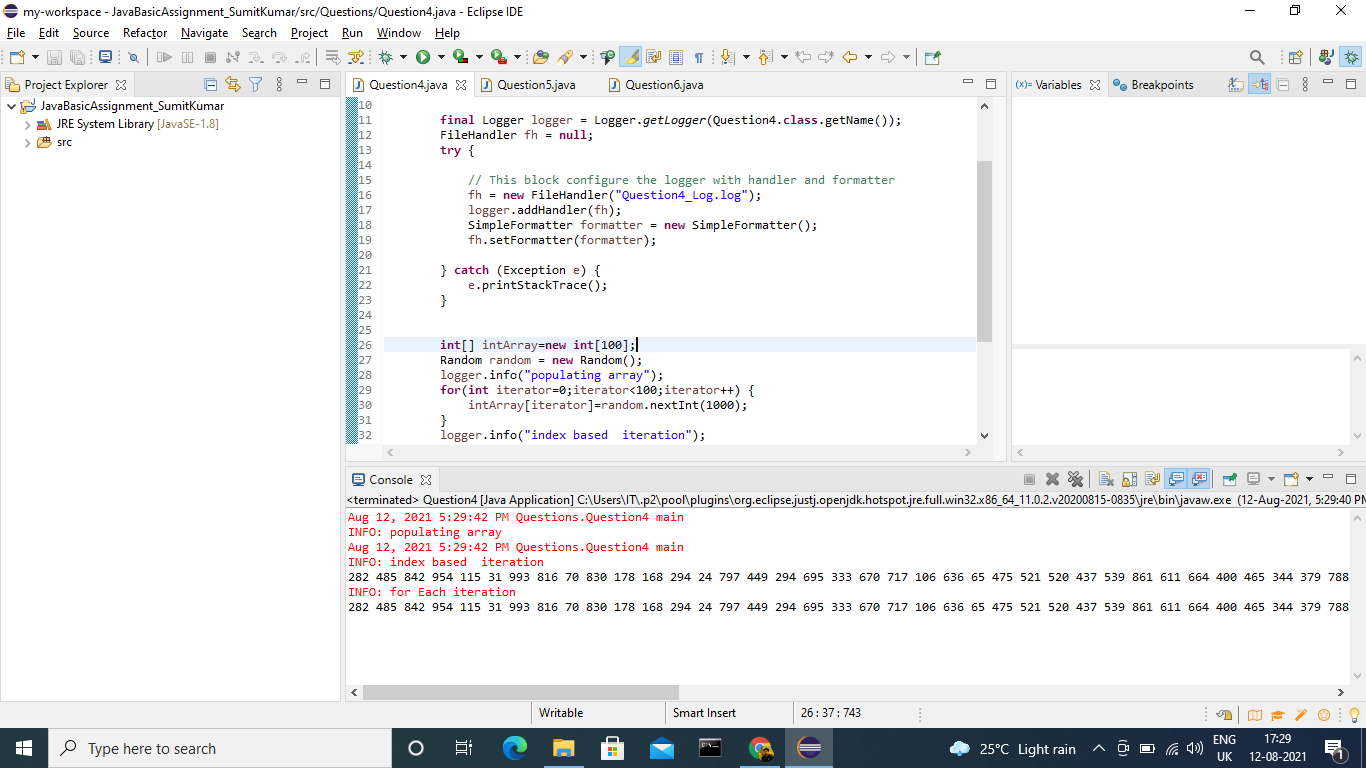 my-workspace - JavaBasicAssignment_SumitKumar/src/Questions/Question4.java - Eclipse IDE
File Edit Source Refactor Navigate Search Project Run Window Help
Project Explorer
JavaBasicAssignment_SumitKumar
JRE System Library [JavaSE-1.8]
src
Question4.java Question5.java Question6.java
10
11 final Logger logger = Logger.getLogger(Question4.class.getName());
12 FileHandler fh = null;
13 try {
14
15 // This block configure the logger with handler and formatter
16 fh = new FileHandler("Question4_Log.log");
17 logger.addHandler(fh);
18 SimpleFormatter formatter = new SimpleFormatter();
19 fh.setFormatter(formatter);
20
21 } catch (Exception e) {
22 e.printStackTrace();
23 }
24
25
26 int[] intArray=new int[100];
27 Random random = new Random();
28 logger.info("populating array");
29 for(int iterator=0;iterator<100;iterator++) {
30 intArray[iterator]=random.nextInt(1000);
31 }
32 logger.info("index based  iteration");
(x)= Variables Breakpoints
Console
<terminated> Question4 [Java Application] C:\Users\IT\.p2\pool\plugins\org.eclipse.justj.openjdk.hotspot.jre.full.win32.x86_64_11.0.2.v20200815-0835\jre\bin\javaw.exe (12-Aug-2021, 5:29:40 PM
Aug 12, 2021 5:29:42 PM Questions.Question4 main
INFO: populating array
Aug 12, 2021 5:29:42 PM Questions.Question4 main
INFO: index based  iteration
282 485 842 954 115 31 993 816 70 830 178 168 294 24 797 449 294 695 333 670 717 106 636 65 475 521 520 437 539 861 611 664 400 465 344 379 788
INFO: for Each iteration
282 485 842 954 115 31 993 816 70 830 178 168 294 24 797 449 294 695 333 670 717 106 636 65 475 521 520 437 539 861 611 664 400 465 344 379 788
Writable Smart Insert 26 : 37 : 743
Type here to search
25°C Light rain
ENG
UK
17:29
12-08-2021
1